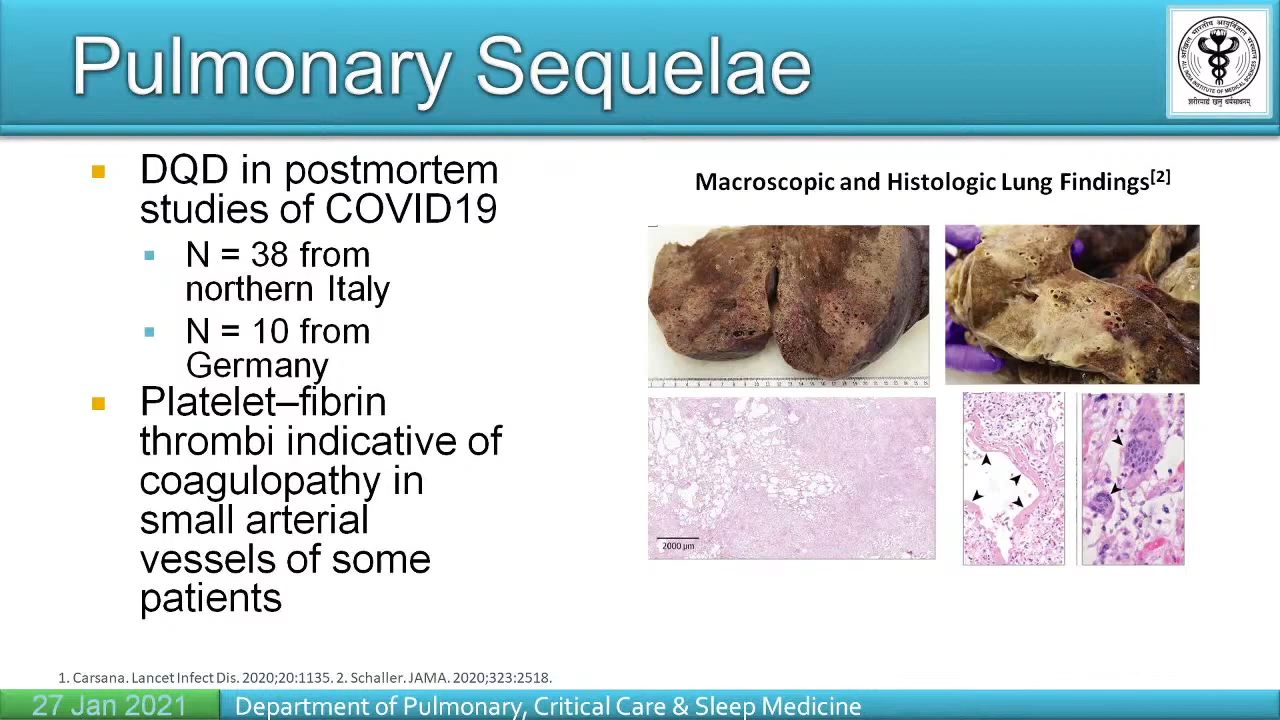 Pulmonary Sequelae
DQD in postmortem
studies of COVID19
N = 38 from
northern Italy
N = 10 from
Germany
Platelet–fibrin
thrombi indicative of
coagulopathy in
small arterial
vessels of some
patients
Macroscopic and Histologic Lung Findings[2]
2000 µm
1. Carsana. Lancet Infect Dis. 2020;20:1135. 2. Schaller. JAMA. 2020;323:2518.
27 Jan 2021
Department of Pulmonary, Critical Care & Sleep Medicine